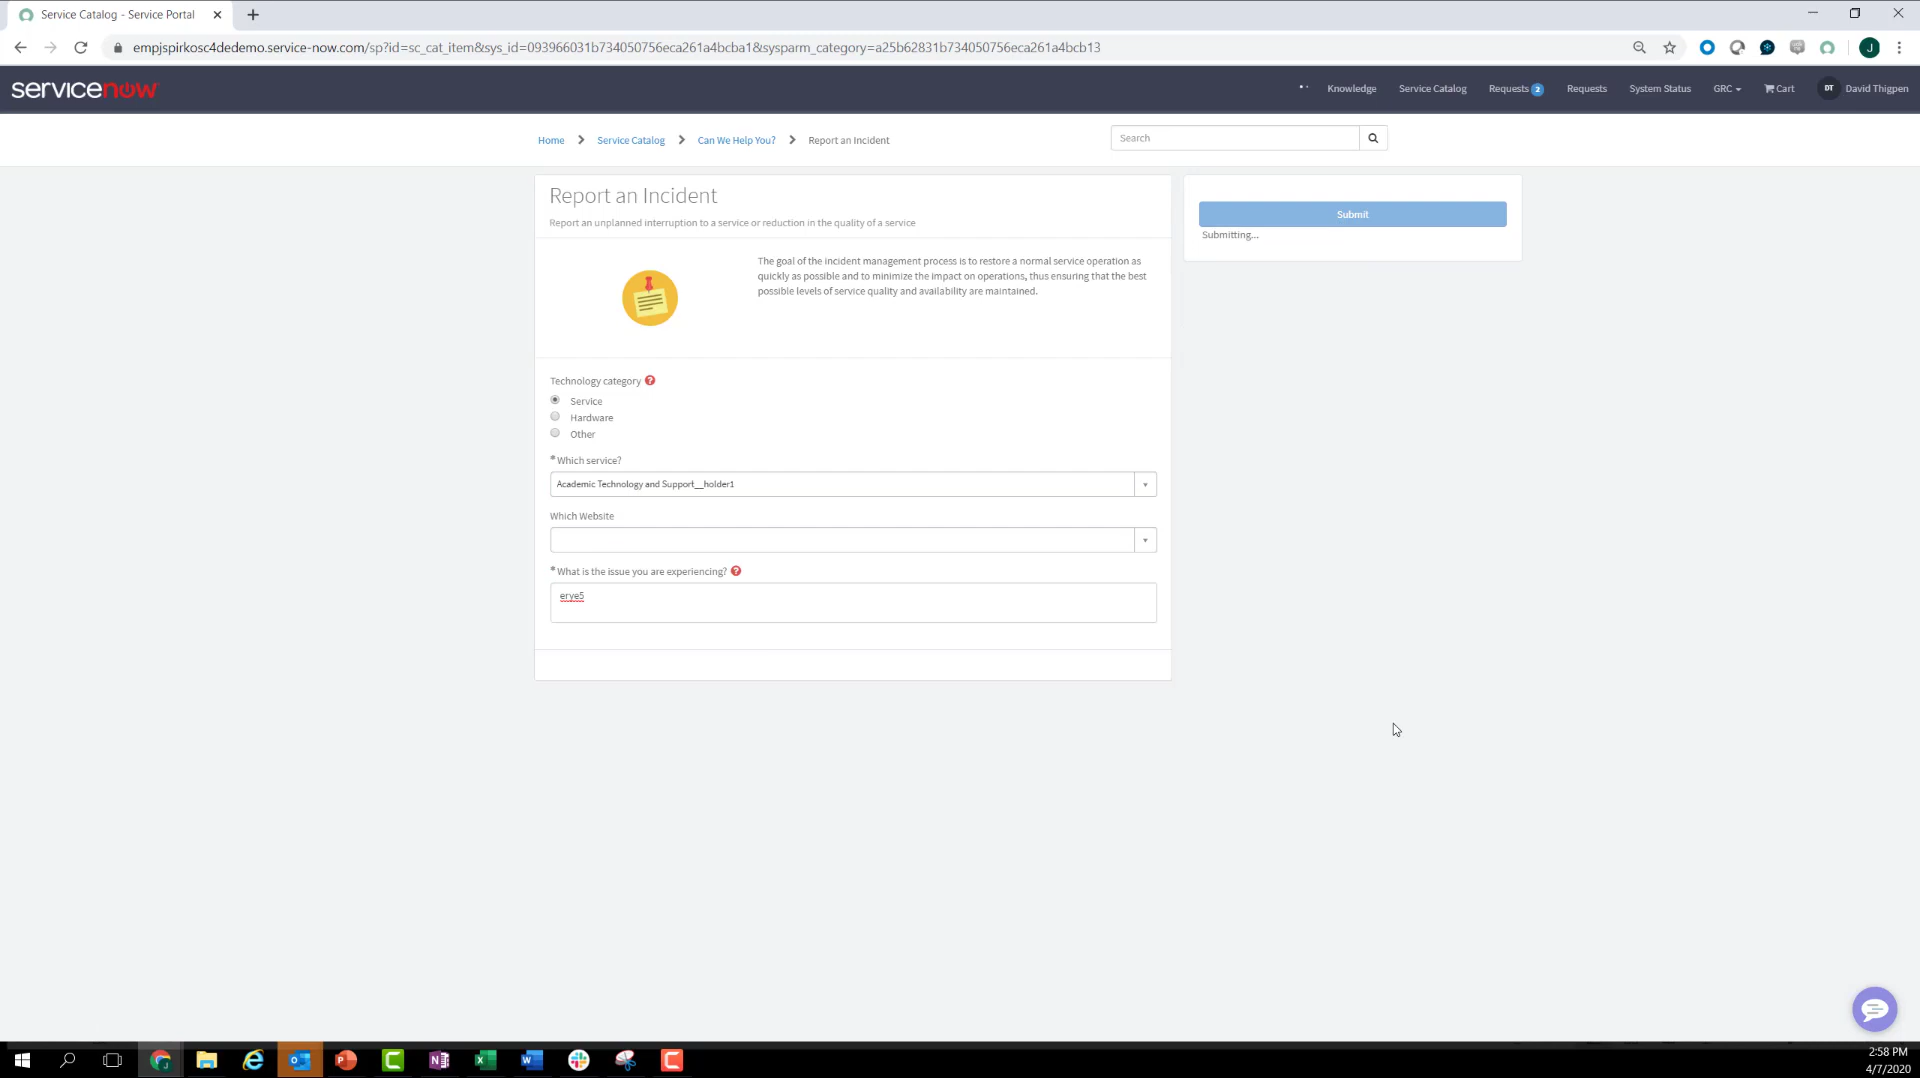 Service Catalog - Service Portal
empjspirkosc4dedemo.service-now.com/sp?id=sc_cat_item&sys_id=093966031b734050756eca261a4bcba1&sysparm_category=a25b62831b734050756eca261a4bcb13
J
servicenow
Knowledge
Service Catalog
Requests 2
Requests
System Status
GRC
Cart
DT
David Thigpen
Home
Service Catalog
Can We Help You?
Report an Incident
Search
Report an Incident
Report an unplanned interruption to a service or reduction in the quality of a service
The goal of the incident management process is to restore a normal service operation as
quickly as possible and to minimize the impact on operations, thus ensuring that the best
possible levels of service quality and availability are maintained.
Submit
Submitting...
Technology category ?
Service
Hardware
Other
* Which service?
Academic Technology and Support__holder1
Which Website
* What is the issue you are experiencing? ?
erye5
2:58 PM
4/7/2020